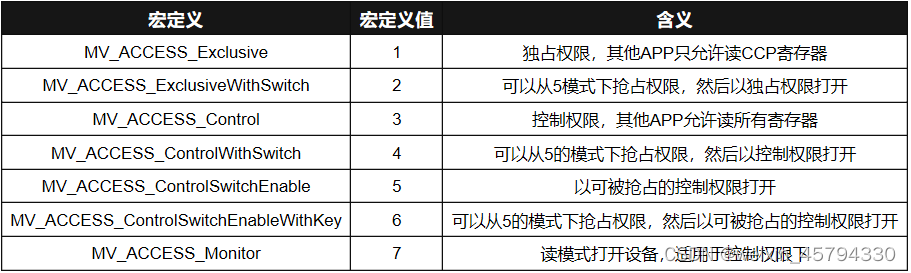 宏定义 宏定义值 含义
MV_ACCESS_Exclusive 1 独占权限，其他APP只允许读CCP寄存器
MV_ACCESS_ExclusiveWithSwitch 2 可以从5模式下抢占权限，然后以独占权限打开
MV_ACCESS_Control 3 控制权限，其他APP允许读所有寄存器
MV_ACCESS_ControlWithSwitch 4 可以从5的模式下抢占权限，然后以控制权限打开
MV_ACCESS_ControlSwitchEnable 5 以可被抢占的控制权限打开
MV_ACCESS_ControlSwitchEnableWithKey 6 可以从5的模式下抢占权限，然后以可被抢占的控制权限打开
MV_ACCESS_Monitor 7 读模式打开设备，适用于控制权限下